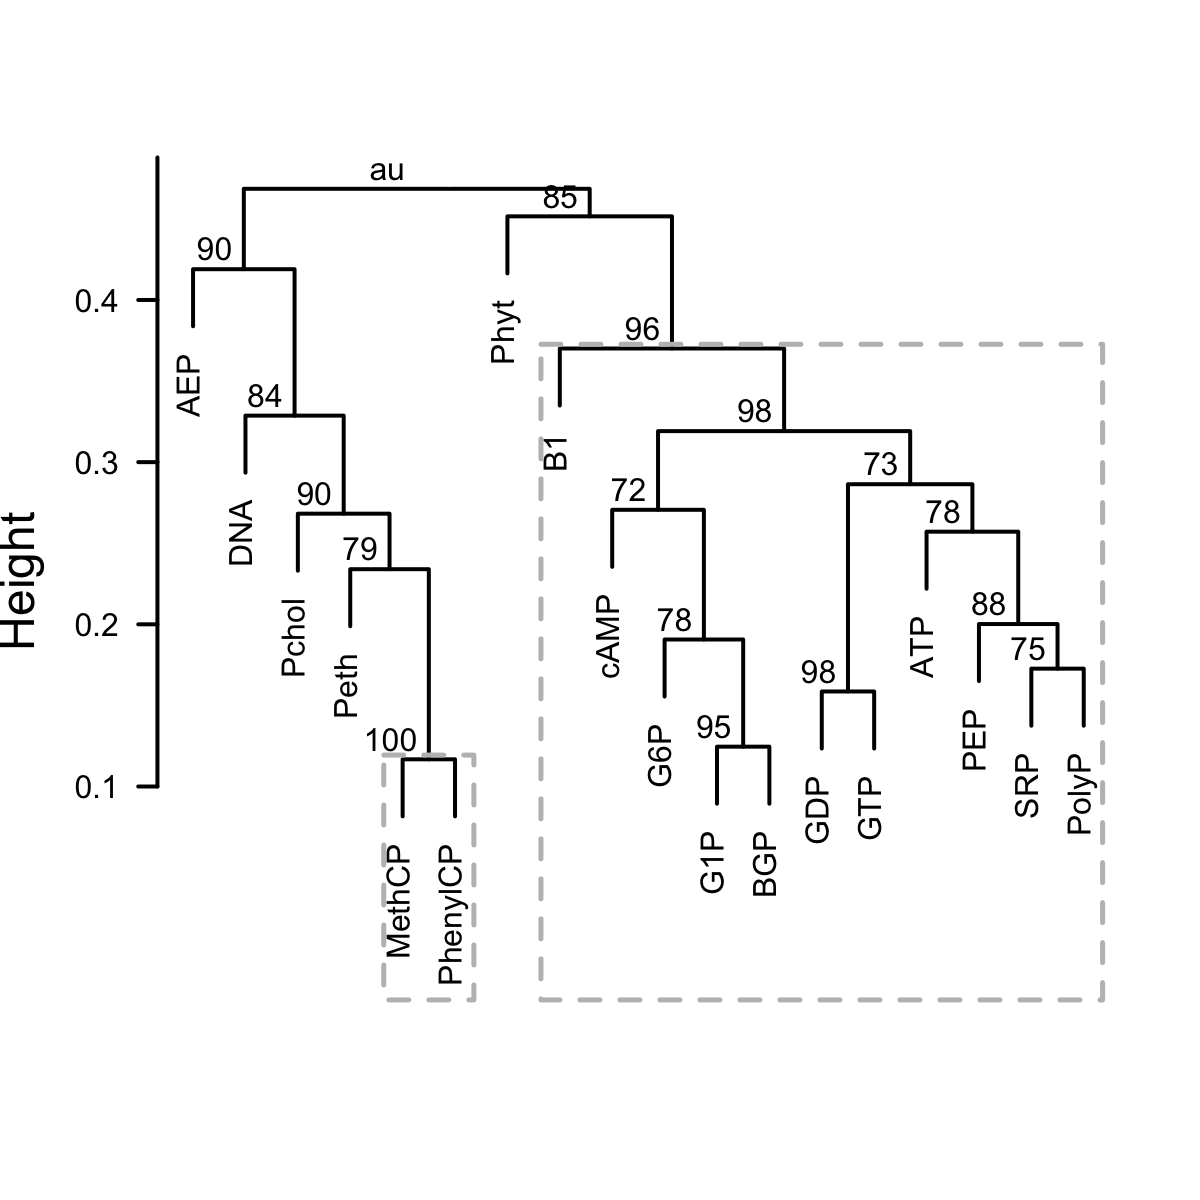 au
85
90
0.4
Phyt
96
AEP
84
98
B1
0.3
73
72
90
78
DNA
79
Height
88
0.2
cAMP
78
ATP
75
Pchol
Peth
98
100
95
G6P
PEP
0.1
SRP
PolyP
GDP
GTP
G1P
BGP
MethCP
PhenylCP